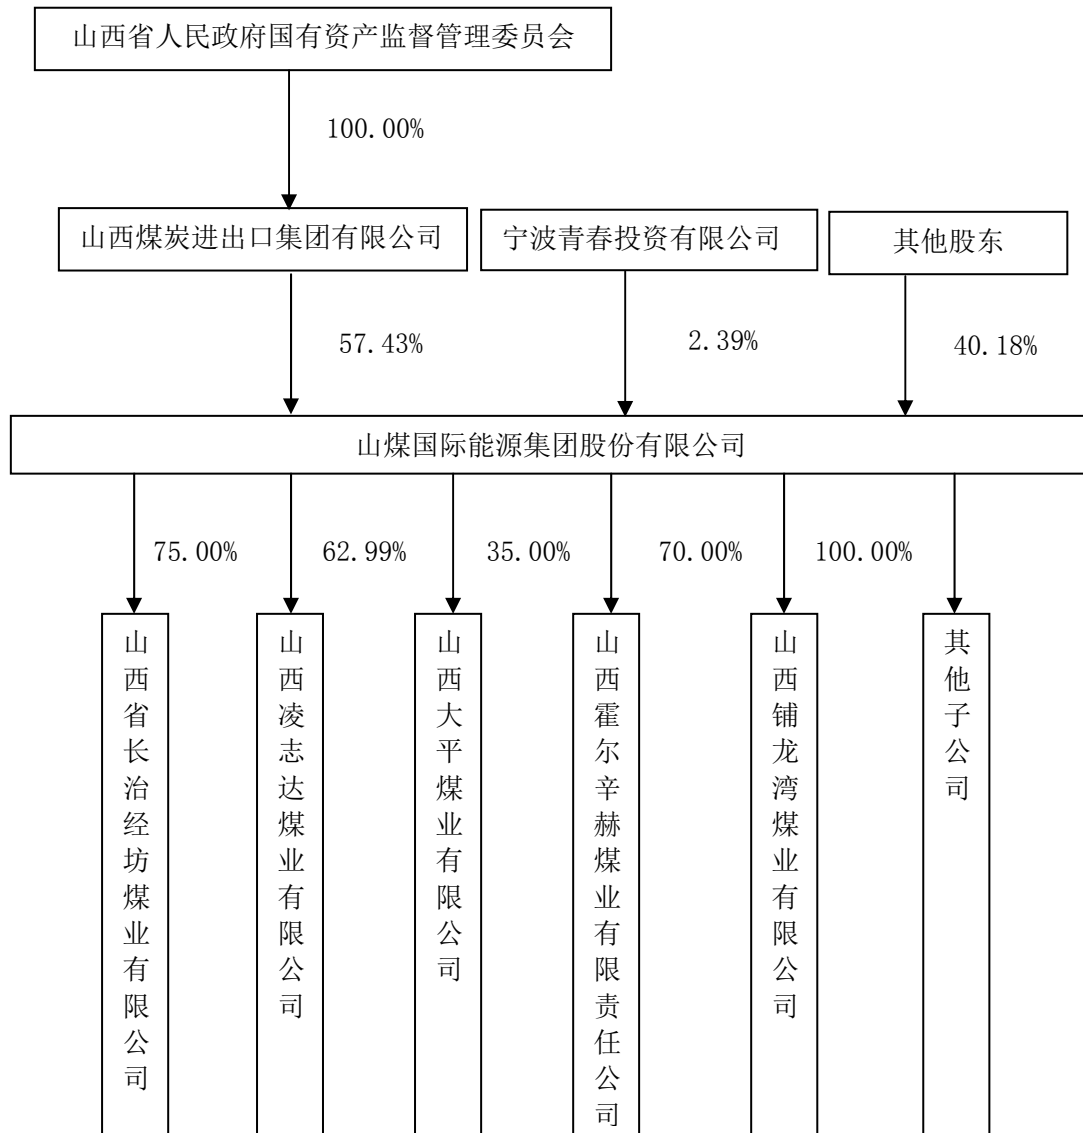 山西省人民政府国有资产监督管理委员会
100.00%
山西煤炭进出口集团有限公司
宁波青春投资有限公司
其他股东
57.43%
2.39%
40.18%
山煤国际能源集团股份有限公司
75.00%
62.99%
35.00%
70.00%
100.00%
山西省长治经坊煤业有限公司
山西凌志达煤业有限公司
山西大平煤业有限公司
山西霍尔辛赫煤业有限责任公司
山西铺龙湾煤业有限公司
其他子公司